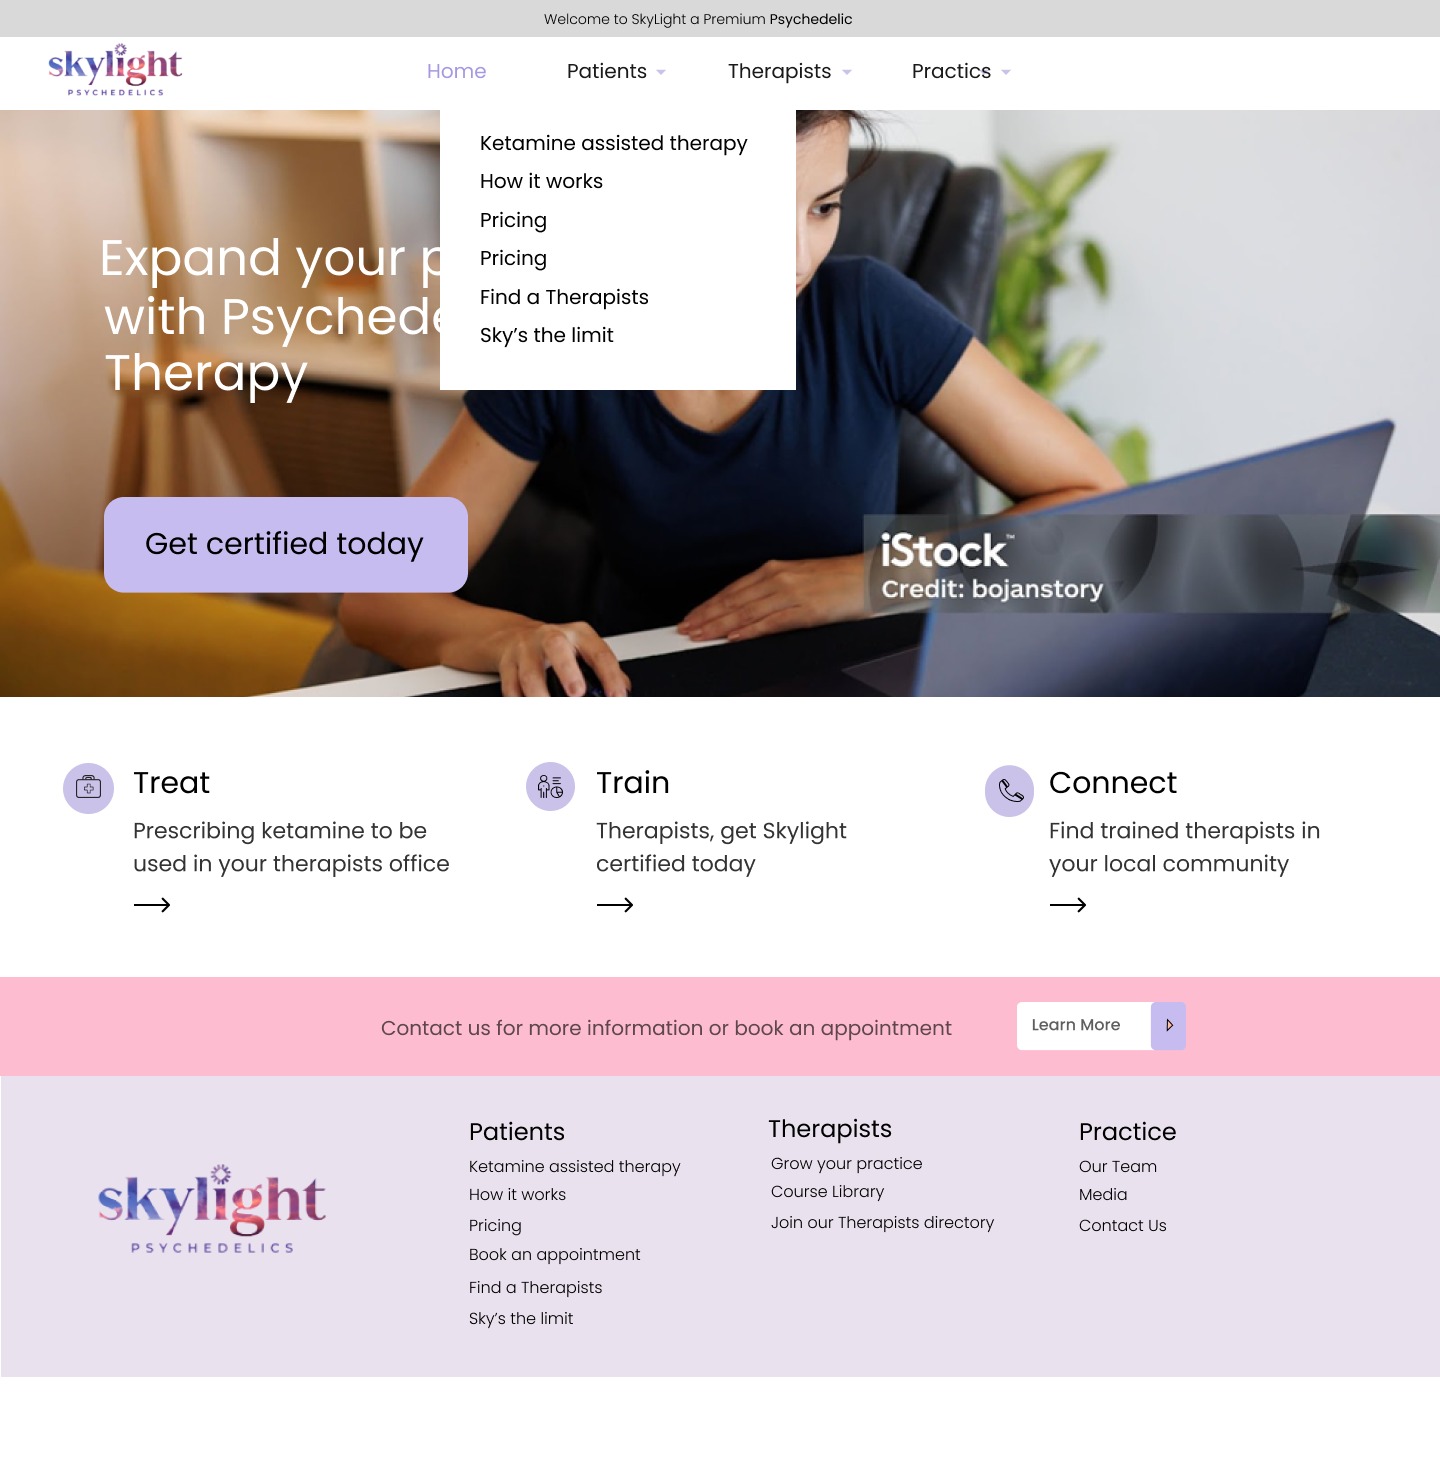 Welcome to SkyLight a Premium Psychedelic
skylight
PSYCHEDELICS
Home
Patients
Therapists
Practics
Ketamine assisted therapy
How it works
Pricing
Pricing
Find a Therapists
Sky’s the limit
Expand your
with
Therapy
Get certified today
iStock™
Credit: bojanstory
Treat
Prescribing ketamine to be
used in your therapists office
Train
Therapists, get Skylight
certified today
Connect
Find trained therapists in
your local community
Contact us for more information or book an appointment
Learn More
skylight
PSYCHEDELICS
Patients
Ketamine assisted therapy
How it works
Pricing
Book an appointment
Find a Therapists
Sky’s the limit
Therapists
Grow your practice
Course Library
Join our Therapists directory
Practice
Our Team
Media
Contact Us